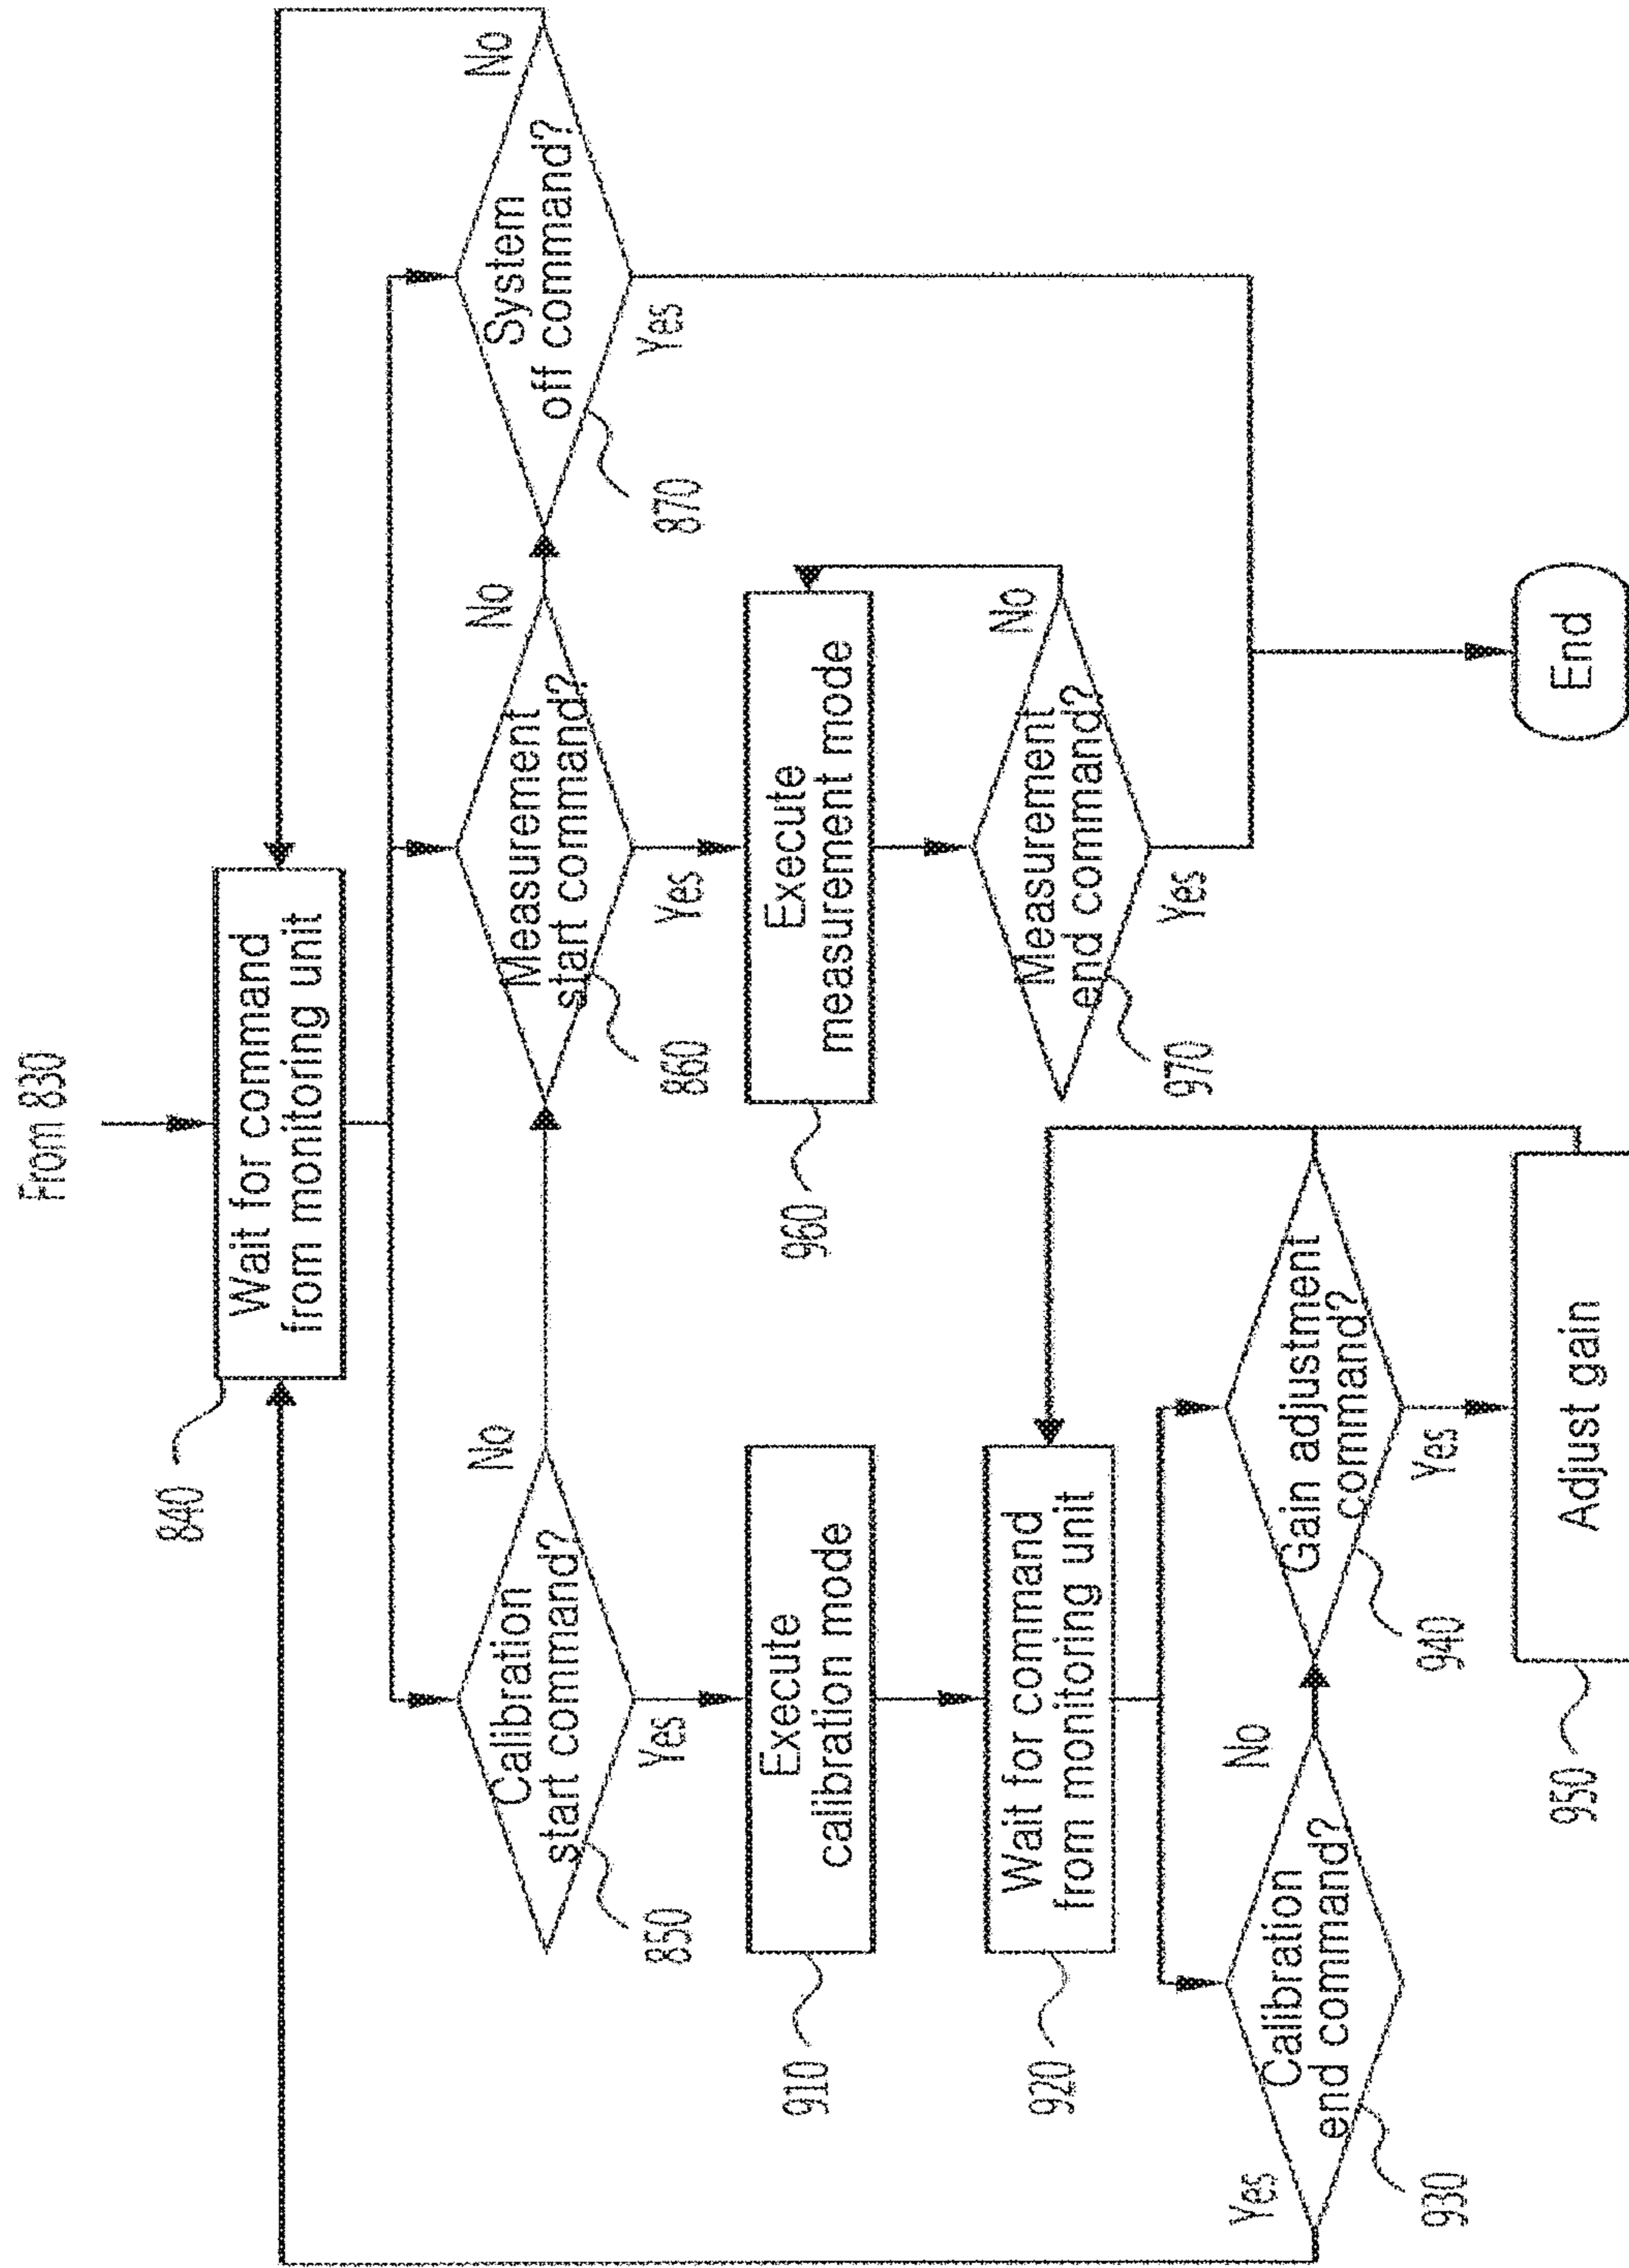 From 830
840
Wait for command
from monitoring unit
Calibration
start command?
No
Yes
850
Measurement
start command?
No
Yes
860
System
off command?
No
Yes
870
910
Execute
calibration mode
960
Execute
measurement mode
920
Wait for command
from monitoring unit
Measurement
end command?
No
Yes
970
Yes
Calibration
end command?
No
930
Gain adjustment
command?
Yes
940
950
Adjust gain
End